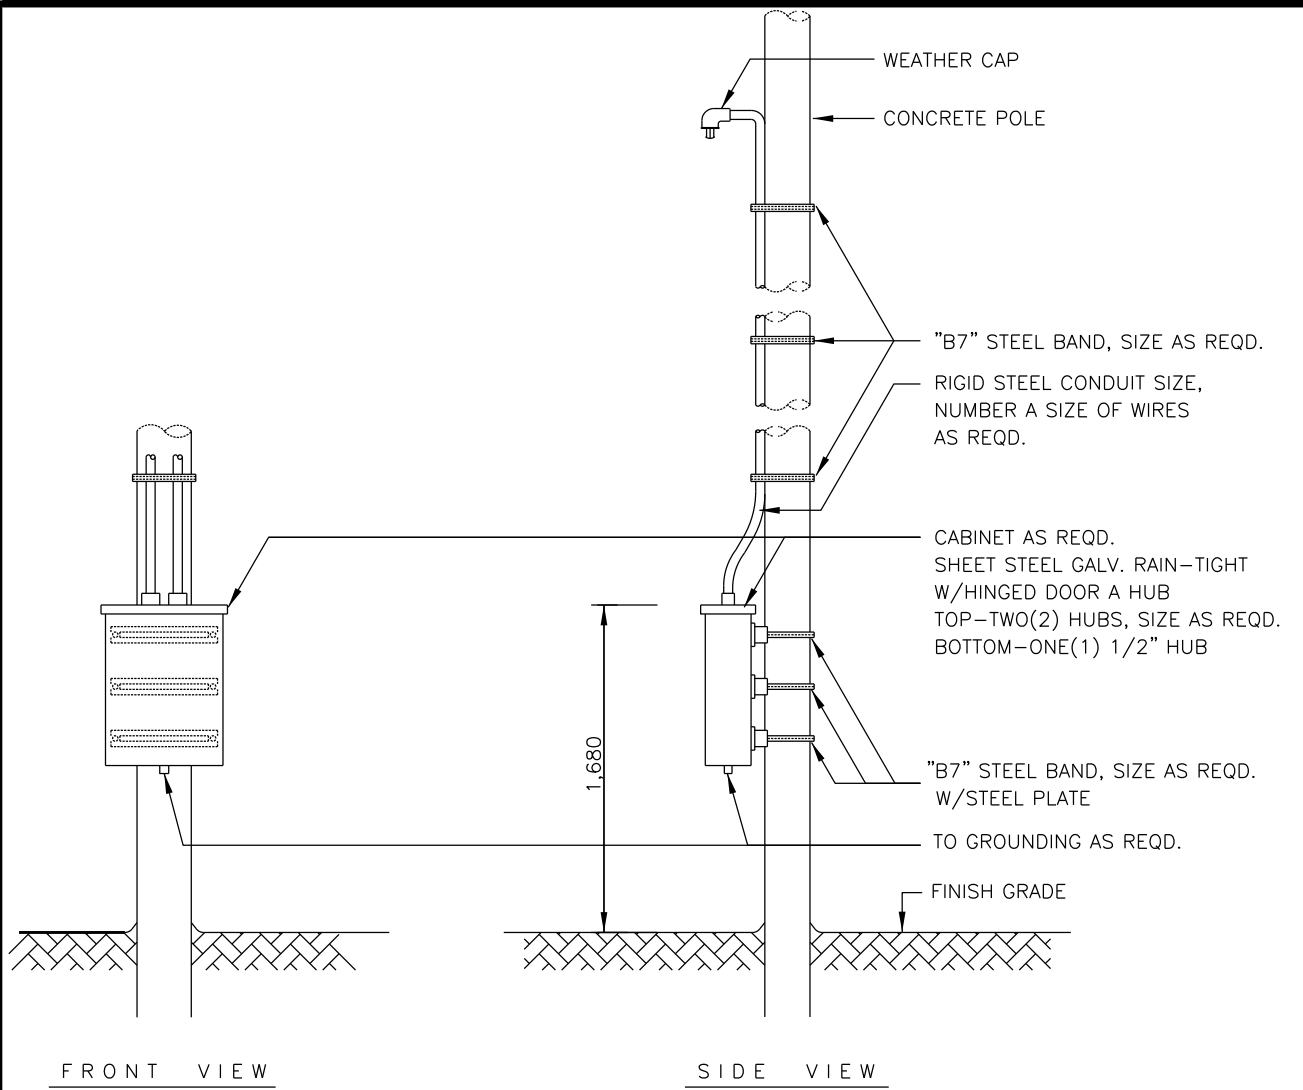 WEATHER CAP
CONCRETE POLE
"B7" STEEL BAND, SIZE AS REQD.
RIGID STEEL CONDUIT SIZE,
NUMBER A SIZE OF WIRES
AS REQD.
CABINET AS REQD.
SHEET STEEL GALV. RAIN-TIGHT
W/HINGED DOOR A HUB
TOP-TWO(2) HUBS, SIZE AS REQD.
BOTTOM-ONE(1) 1/2" HUB
1,680
"B7" STEEL BAND, SIZE AS REQD.
W/STEEL PLATE
TO GROUNDING AS REQD.
FINISH GRADE
FRONT VIEW
SIDE VIEW